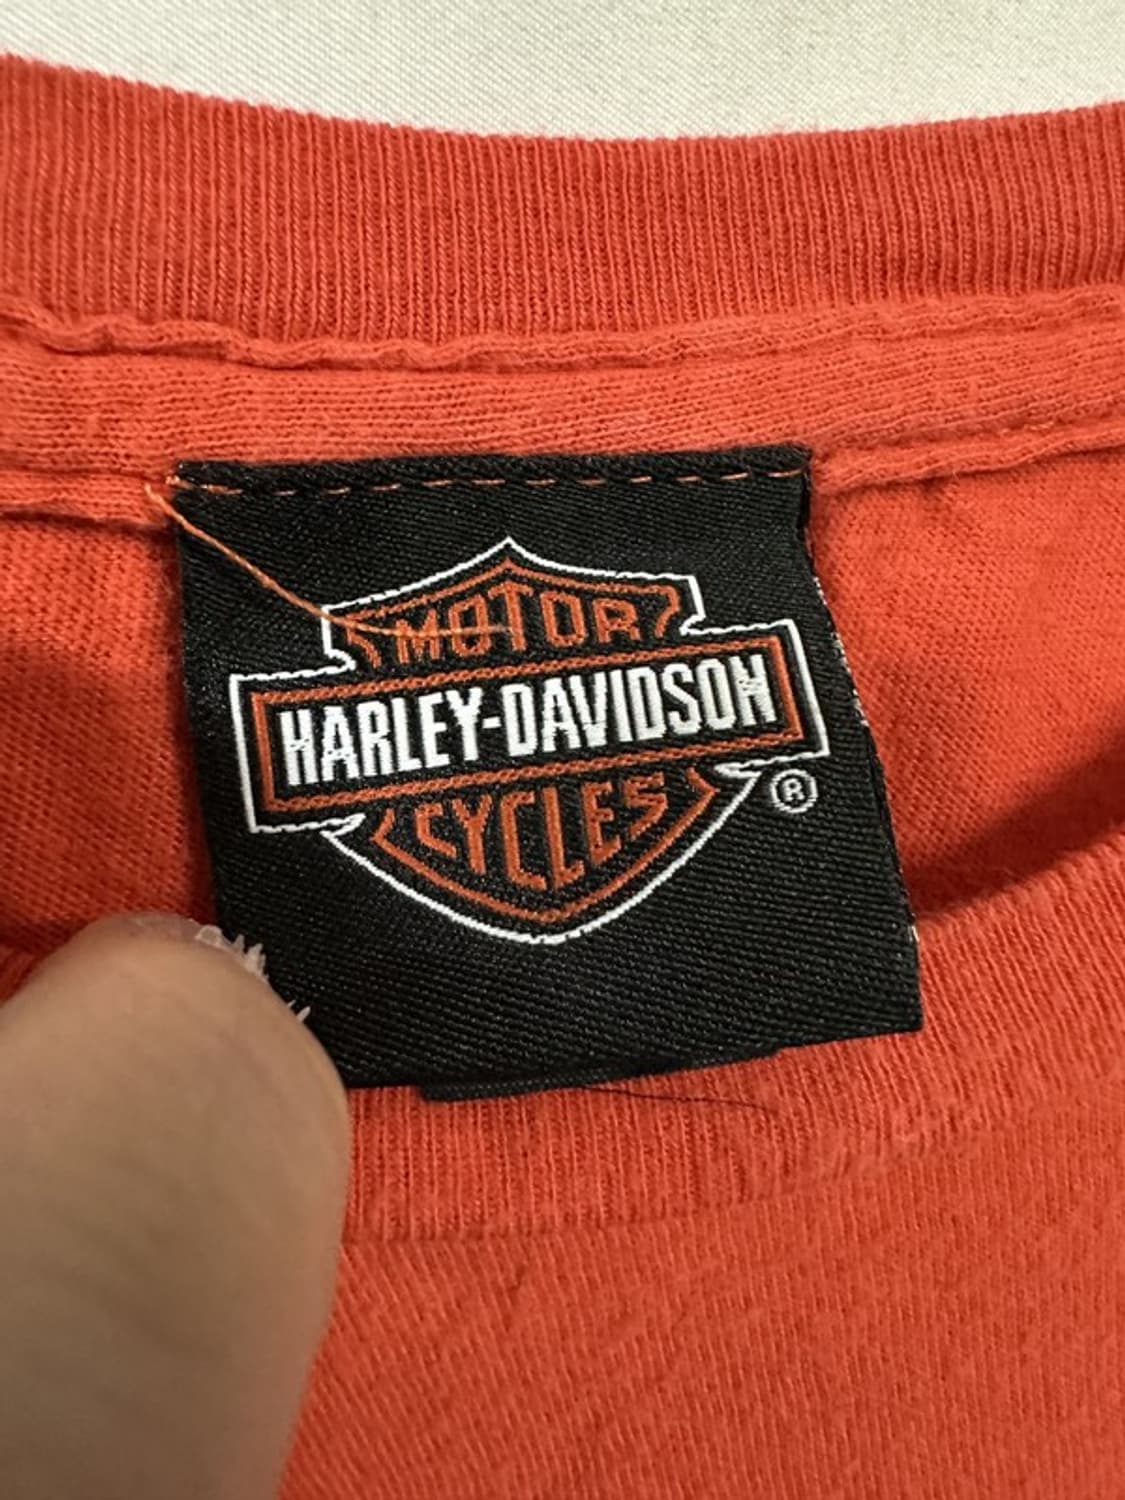 MOTOR
HARLEY-DAVIDSON
®
CYCLES